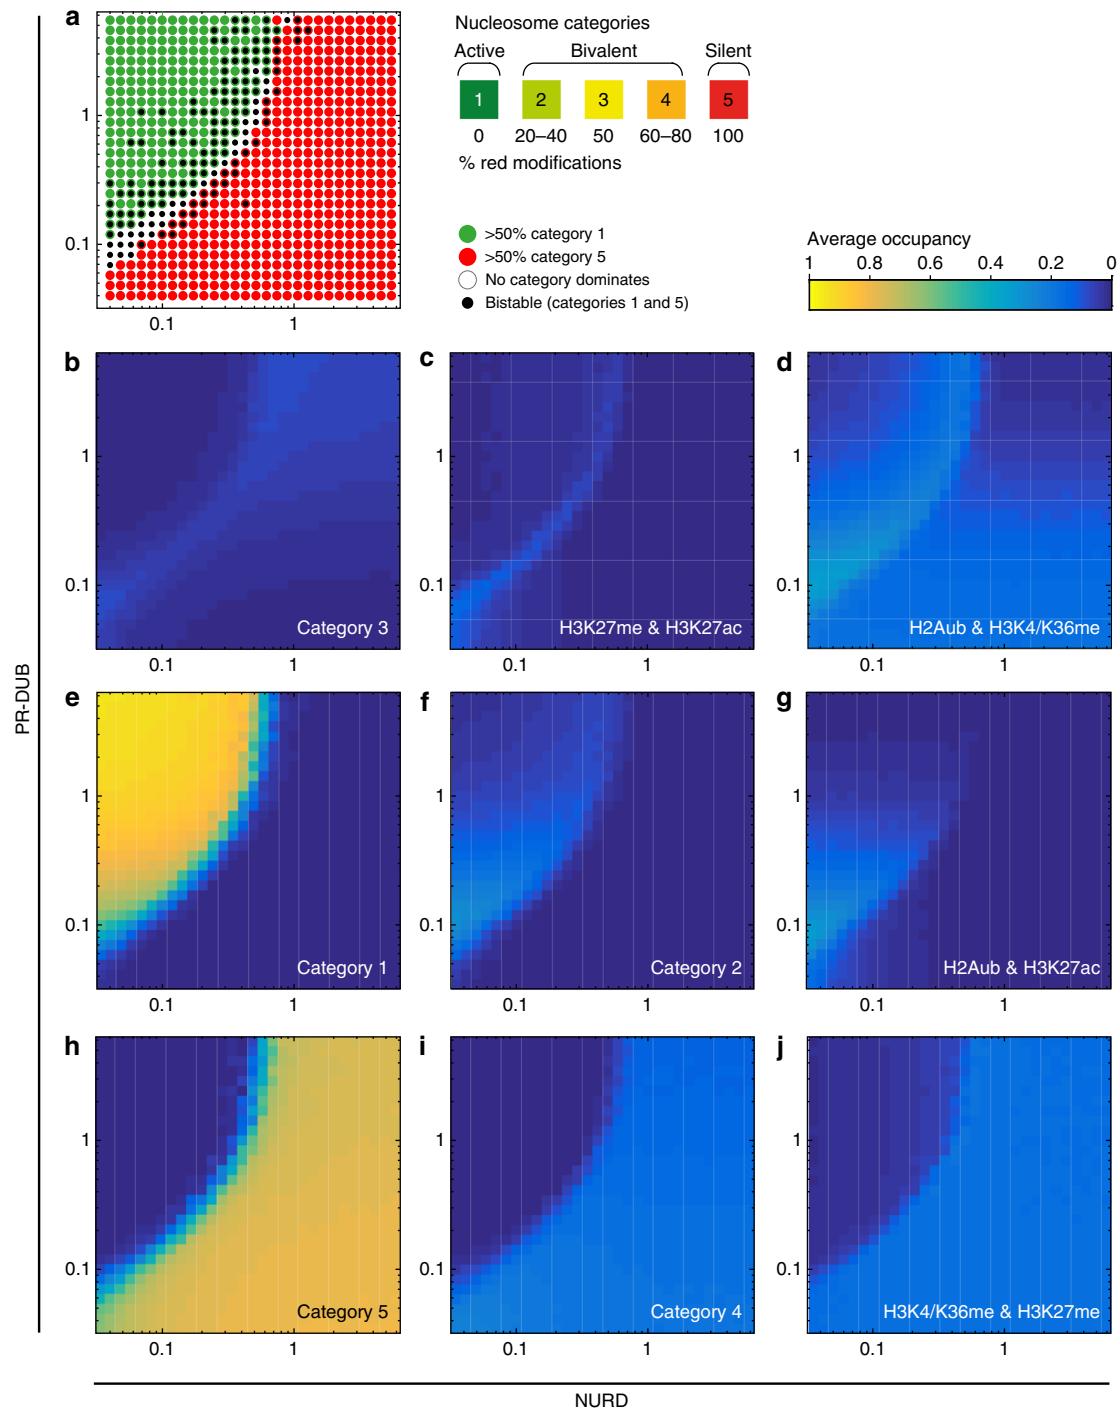 a
Nucleosome categories
Active
Bivalent
Silent
1
2
3
4
5
0
20–40
50
60–80
100
% red modifications
>50% category 1
>50% category 5
No category dominates
Bistable (categories 1 and 5)
Average occupancy
1
0.8
0.6
0.4
0.2
0
1
0.1
0.1
1
b
1
0.1
Category 3
0.1
1
c
1
0.1
H3K27me & H3K27ac
0.1
1
d
1
0.1
H2Aub & H3K4/K36me
0.1
1
PR-DUB
e
1
0.1
Category 1
0.1
1
f
1
0.1
Category 2
0.1
1
g
1
0.1
H2Aub & H3K27ac
0.1
1
h
1
0.1
Category 5
0.1
1
i
1
0.1
Category 4
0.1
1
j
1
0.1
H3K4/K36me & H3K27me
0.1
1
NURD